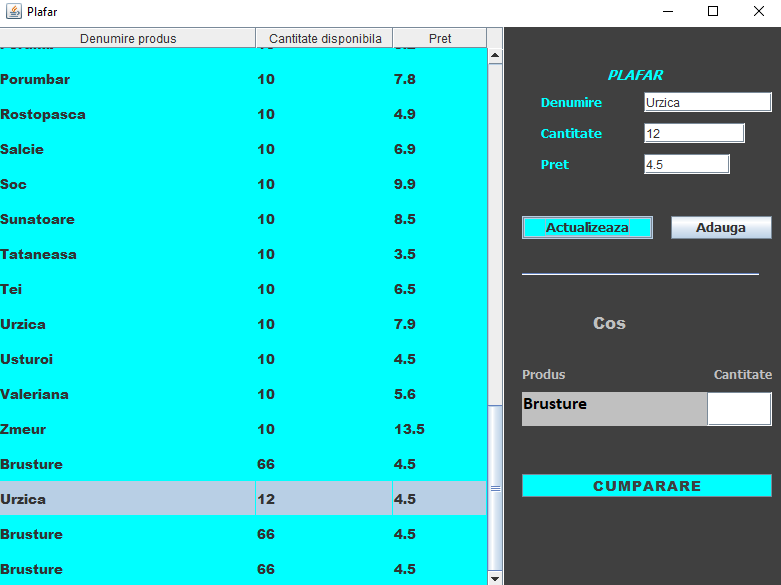 Plafar
Denumire produs Cantitate disponibila Pret
Porumbar 10 7.8
Rostopasca 10 4.9
Salcie 10 6.9
Soc 10 9.9
Sunatoare 10 8.5
Tataneasa 10 3.5
Tei 10 6.5
Urzica 10 7.9
Usturoi 10 4.5
Valeriana 10 5.6
Zmeur 10 13.5
Brusture 66 4.5
Urzica 12 4.5
Brusture 66 4.5
Brusture 66 4.5
PLAFAR
Denumire Urzica
Cantitate 12
Pret 4.5
Actualizeaza Adauga
Cos
Produs Cantitate
Brusture
CUMPARARE